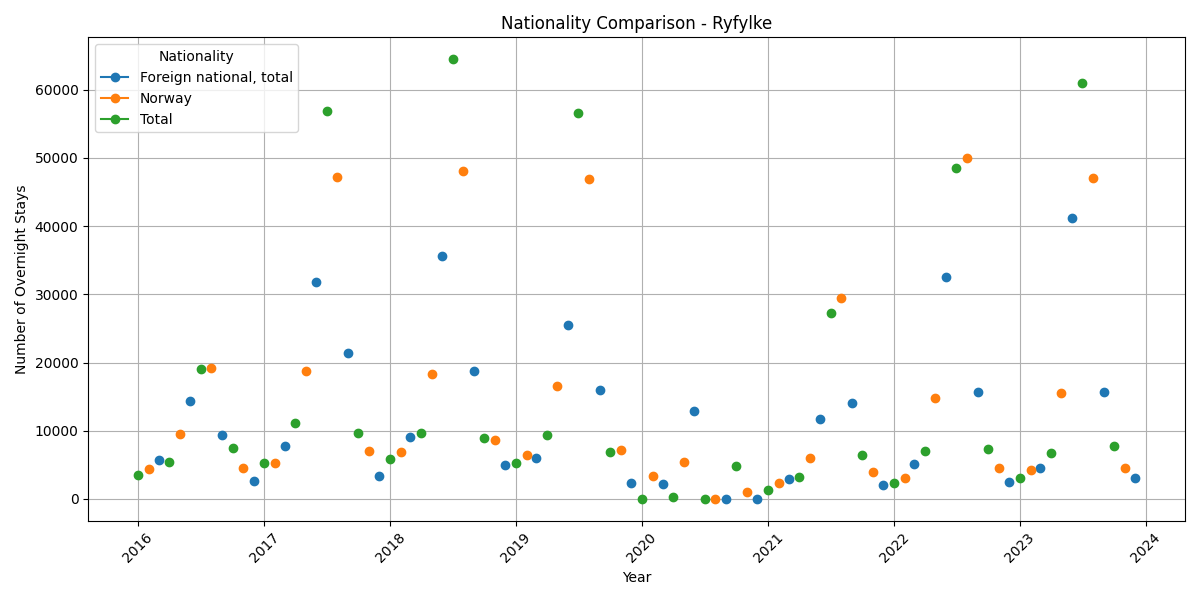 Nationality Comparison - Ryfylke
Nationality
Foreign national, total
Norway
Total
Number of Overnight Stays
60000
50000
40000
30000
20000
10000
0
2016
2017
2018
2019
2020
2021
2022
2023
2024
Year